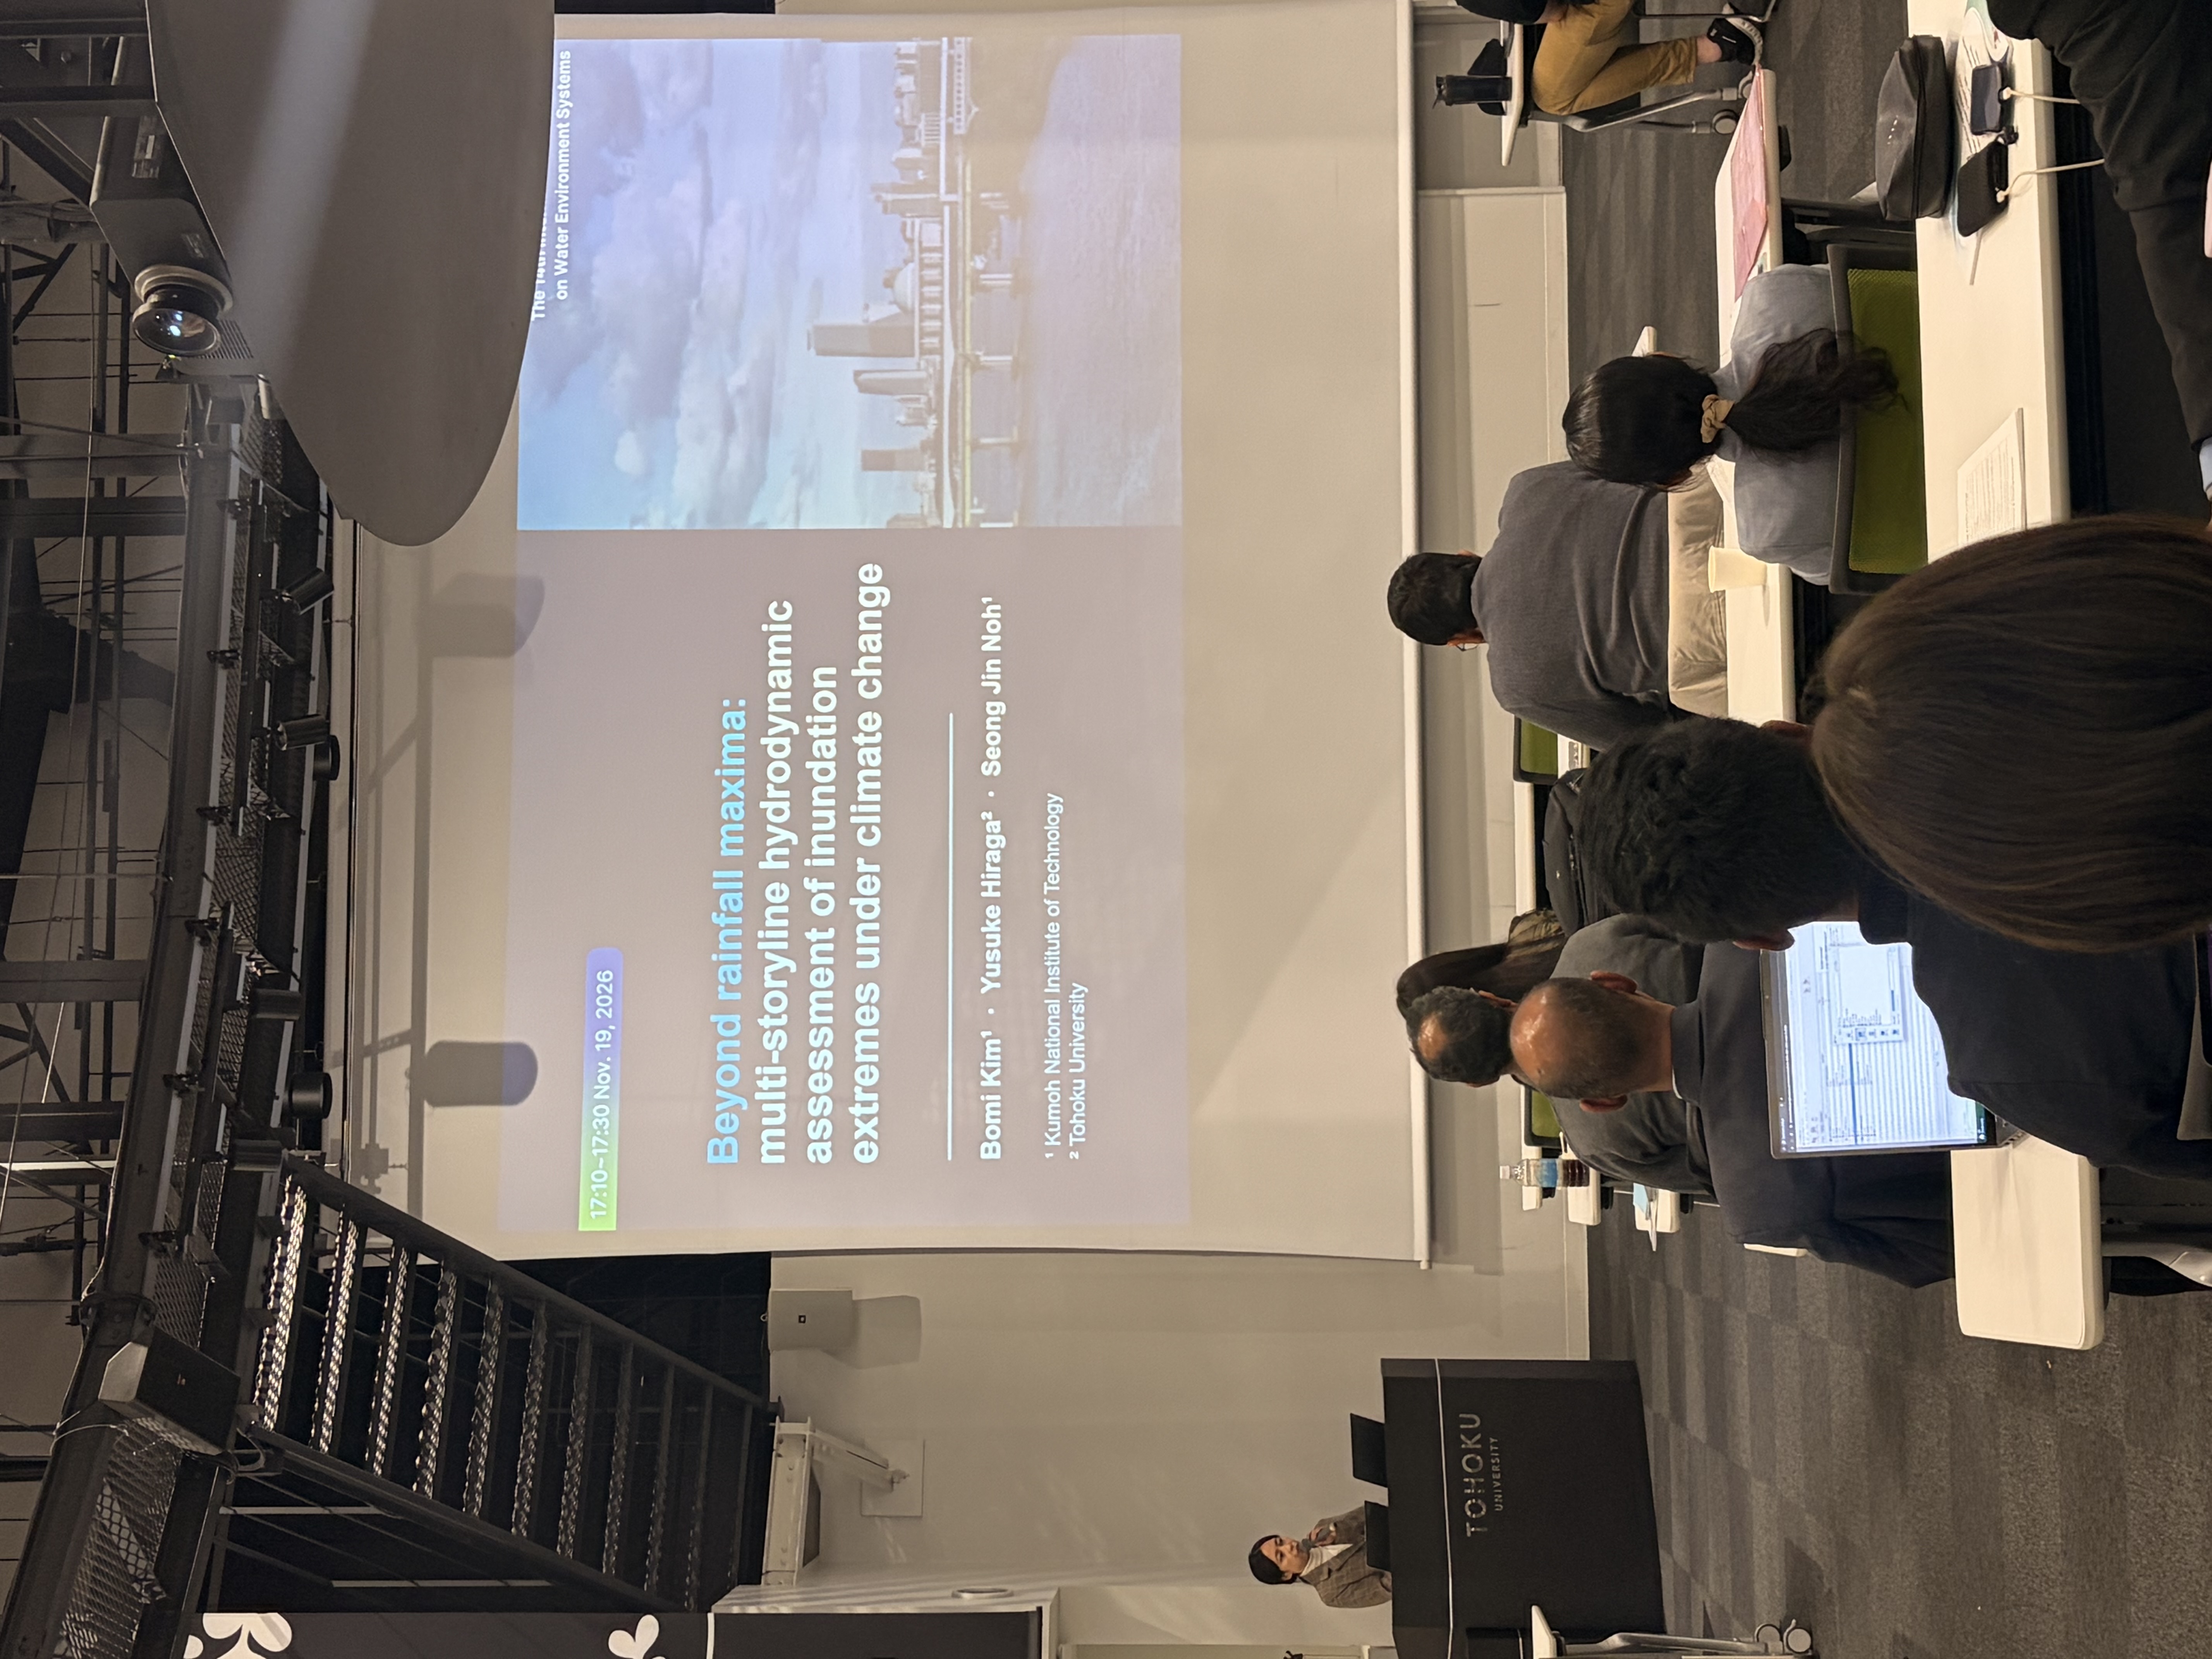 The 14th
on Water Environment Systems
17:10~17:30 Nov. 19, 2026
Beyond rainfall maxima:
multi-storyline hydrodynamic
assessment of inundation
extremes under climate change
Bomi Kim¹ · Yusuke Hiraga² · Seong Jin Noh¹
¹ Kumoh National Institute of Technology
² Tohoku University
TOHOKU
UNIVERSITY